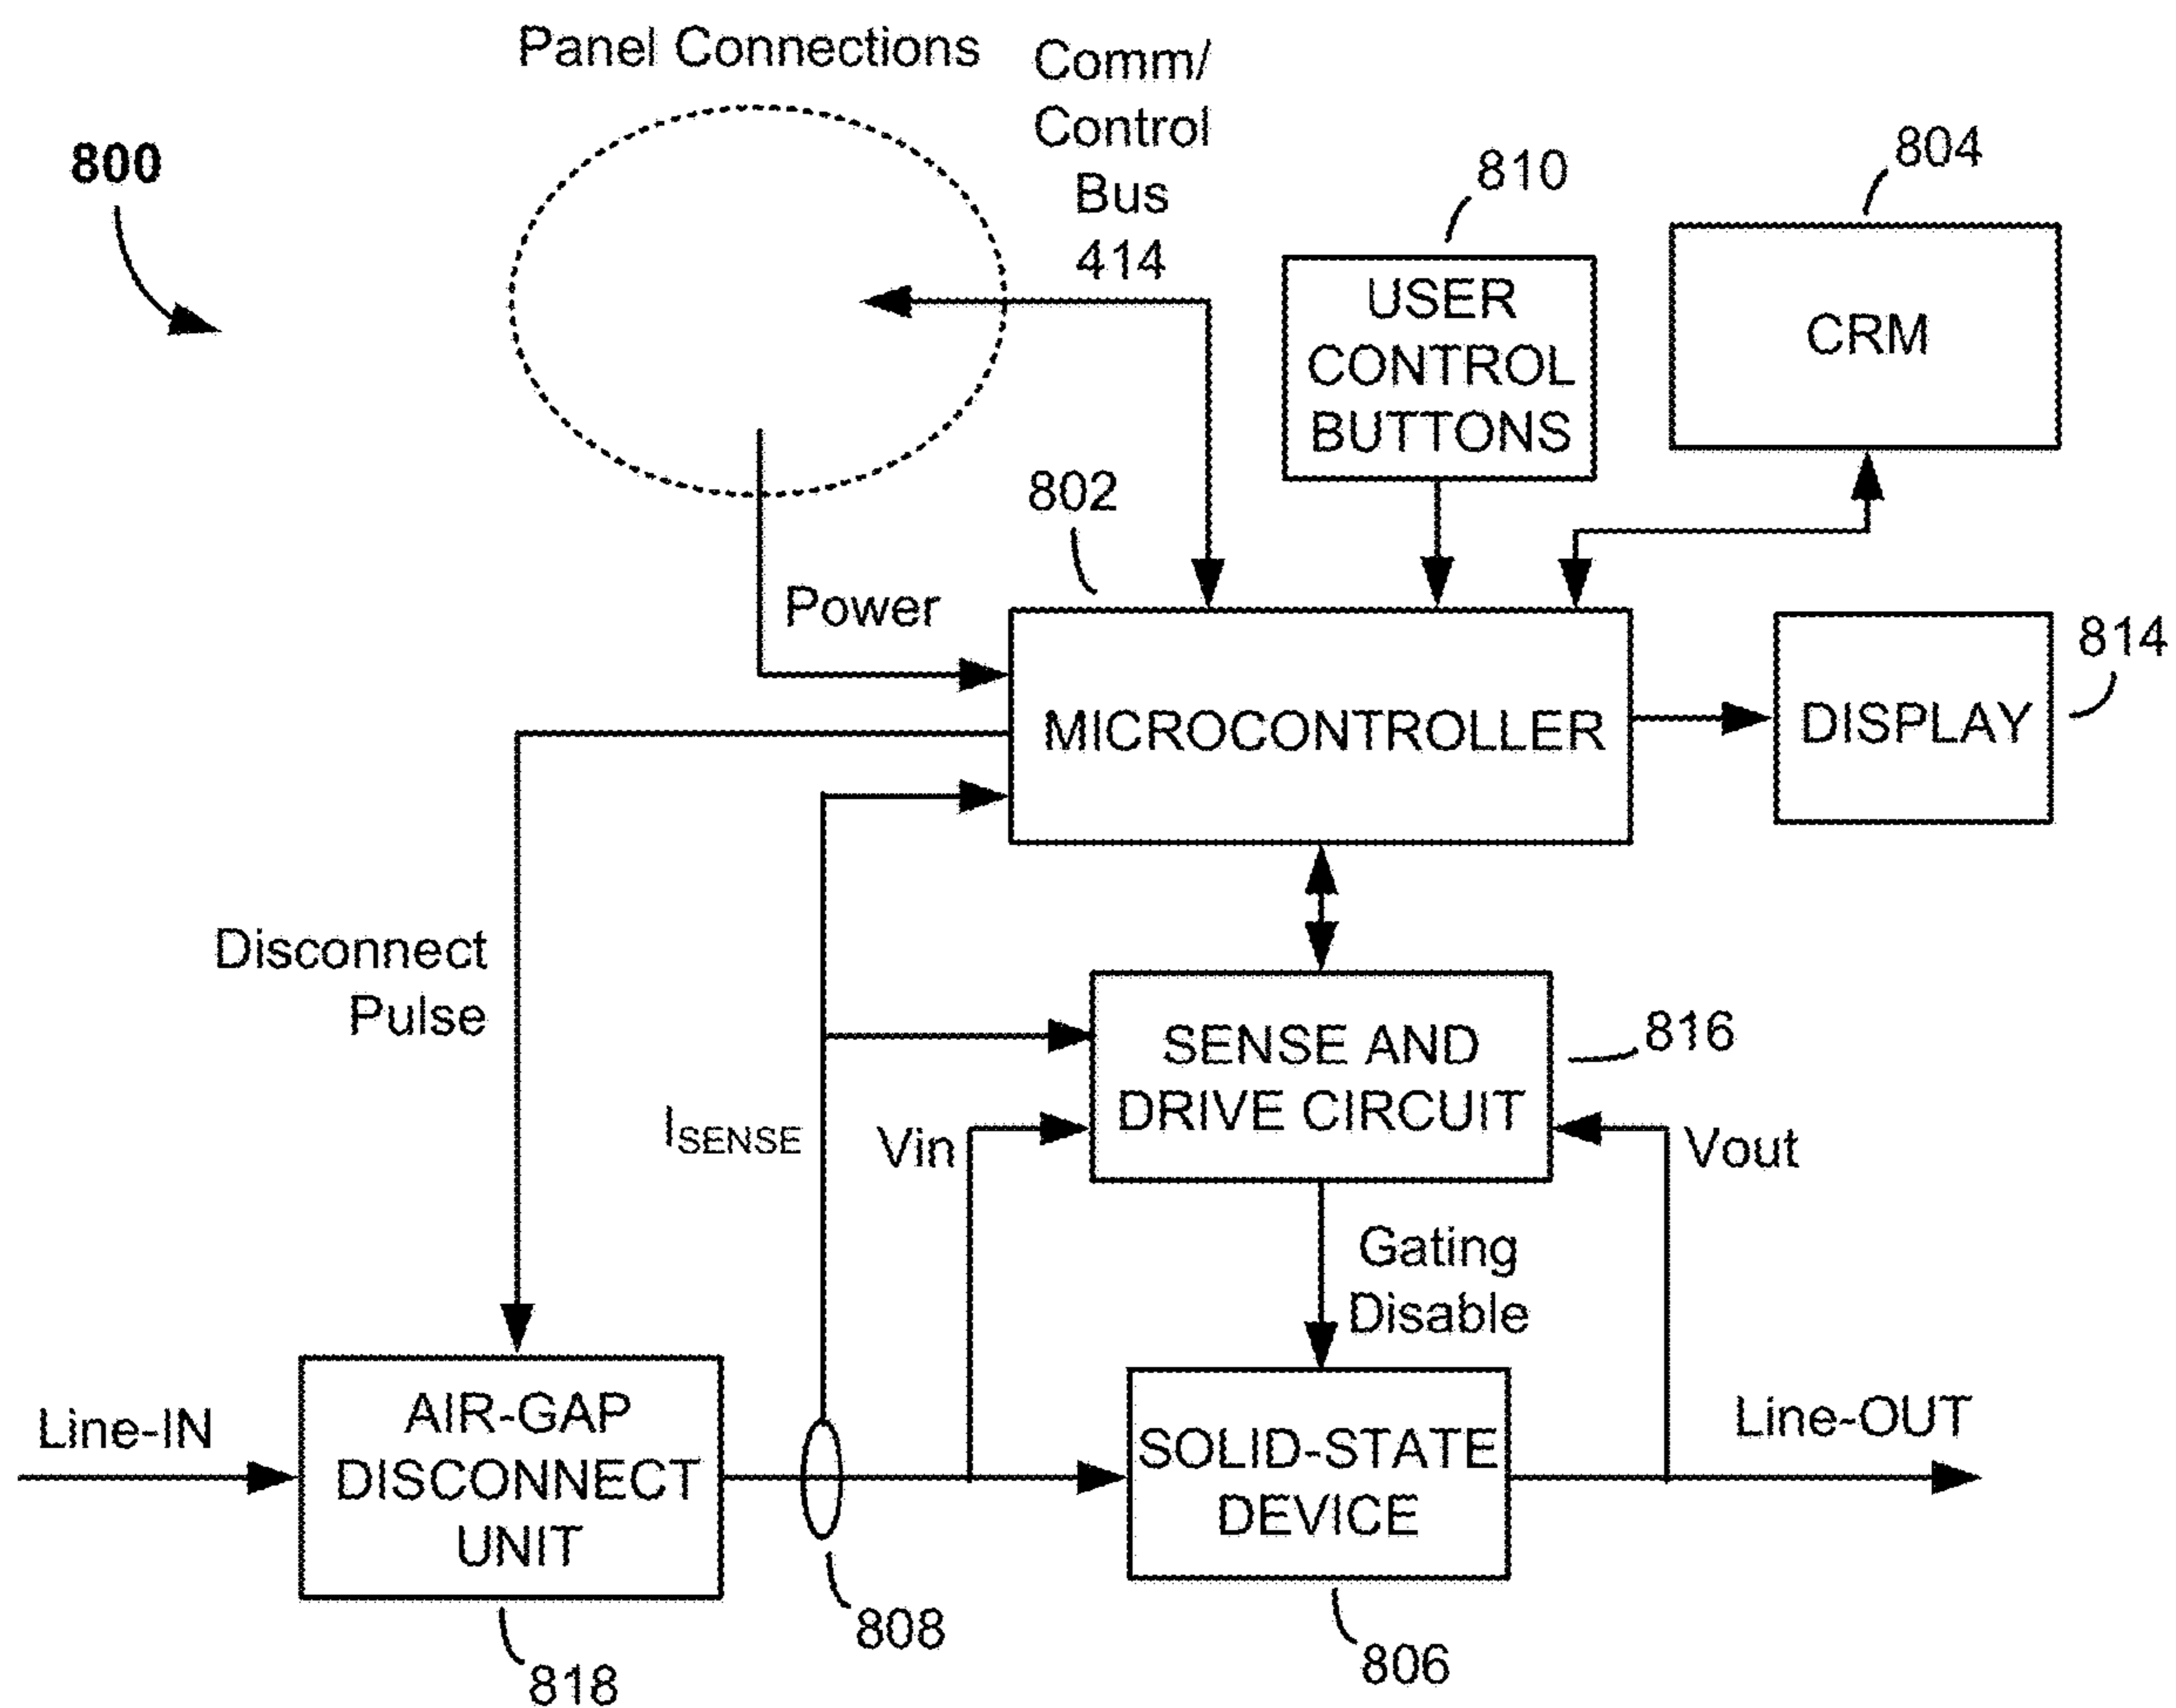 Panel Connections
Comm/
Control
Bus
414
800
810
804
USER
CONTROL
BUTTONS
CRM
802
Power
MICROCONTROLLER
DISPLAY
814
Disconnect
Pulse
SENSE AND
DRIVE CIRCUIT
816
ISENSE
Vin
Vout
Gating
Disable
Line-IN
AIR-GAP
DISCONNECT
UNIT
SOLID-STATE
DEVICE
Line-OUT
808
806
818